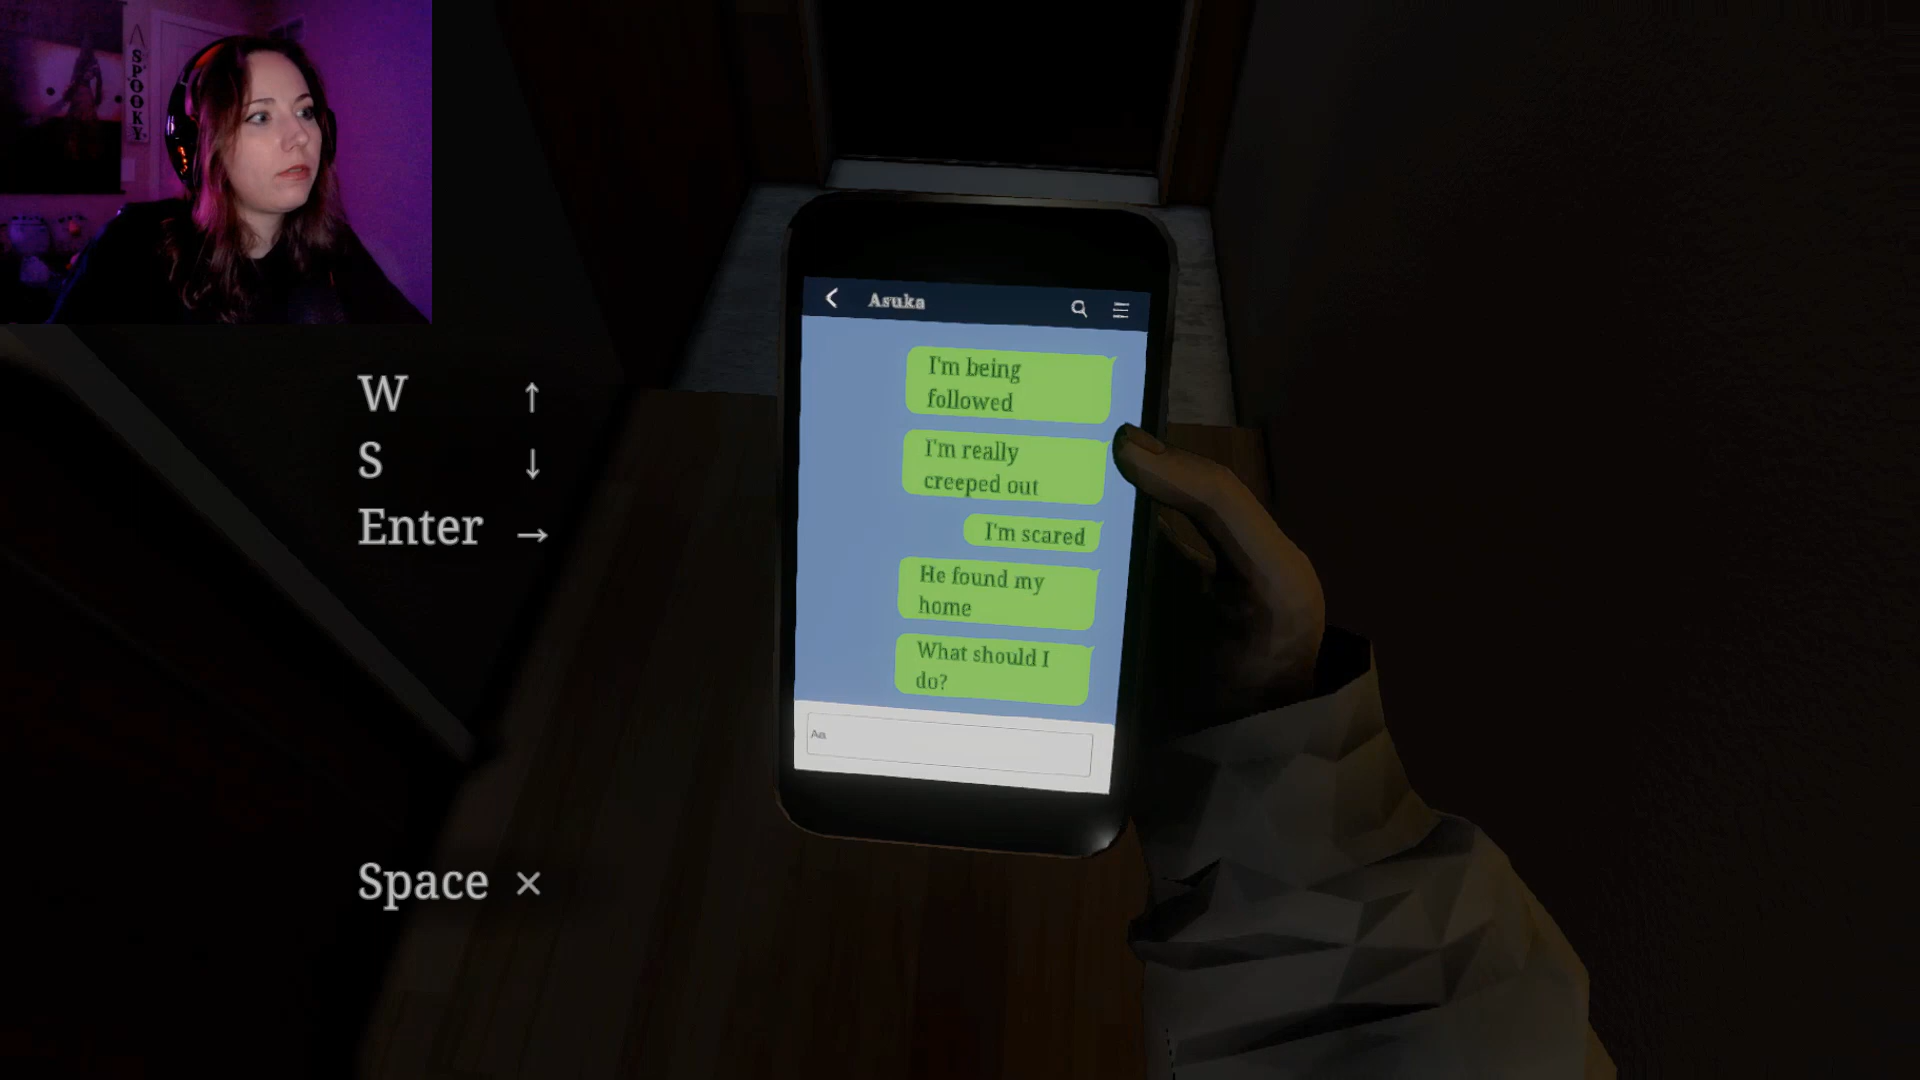 SPOOKY
W ↑
S ↓
Enter →
Space ×
Asuka
I'm being
followed
I'm really
creeped out
I'm scared
He found my
home
What should I
do?
Aa